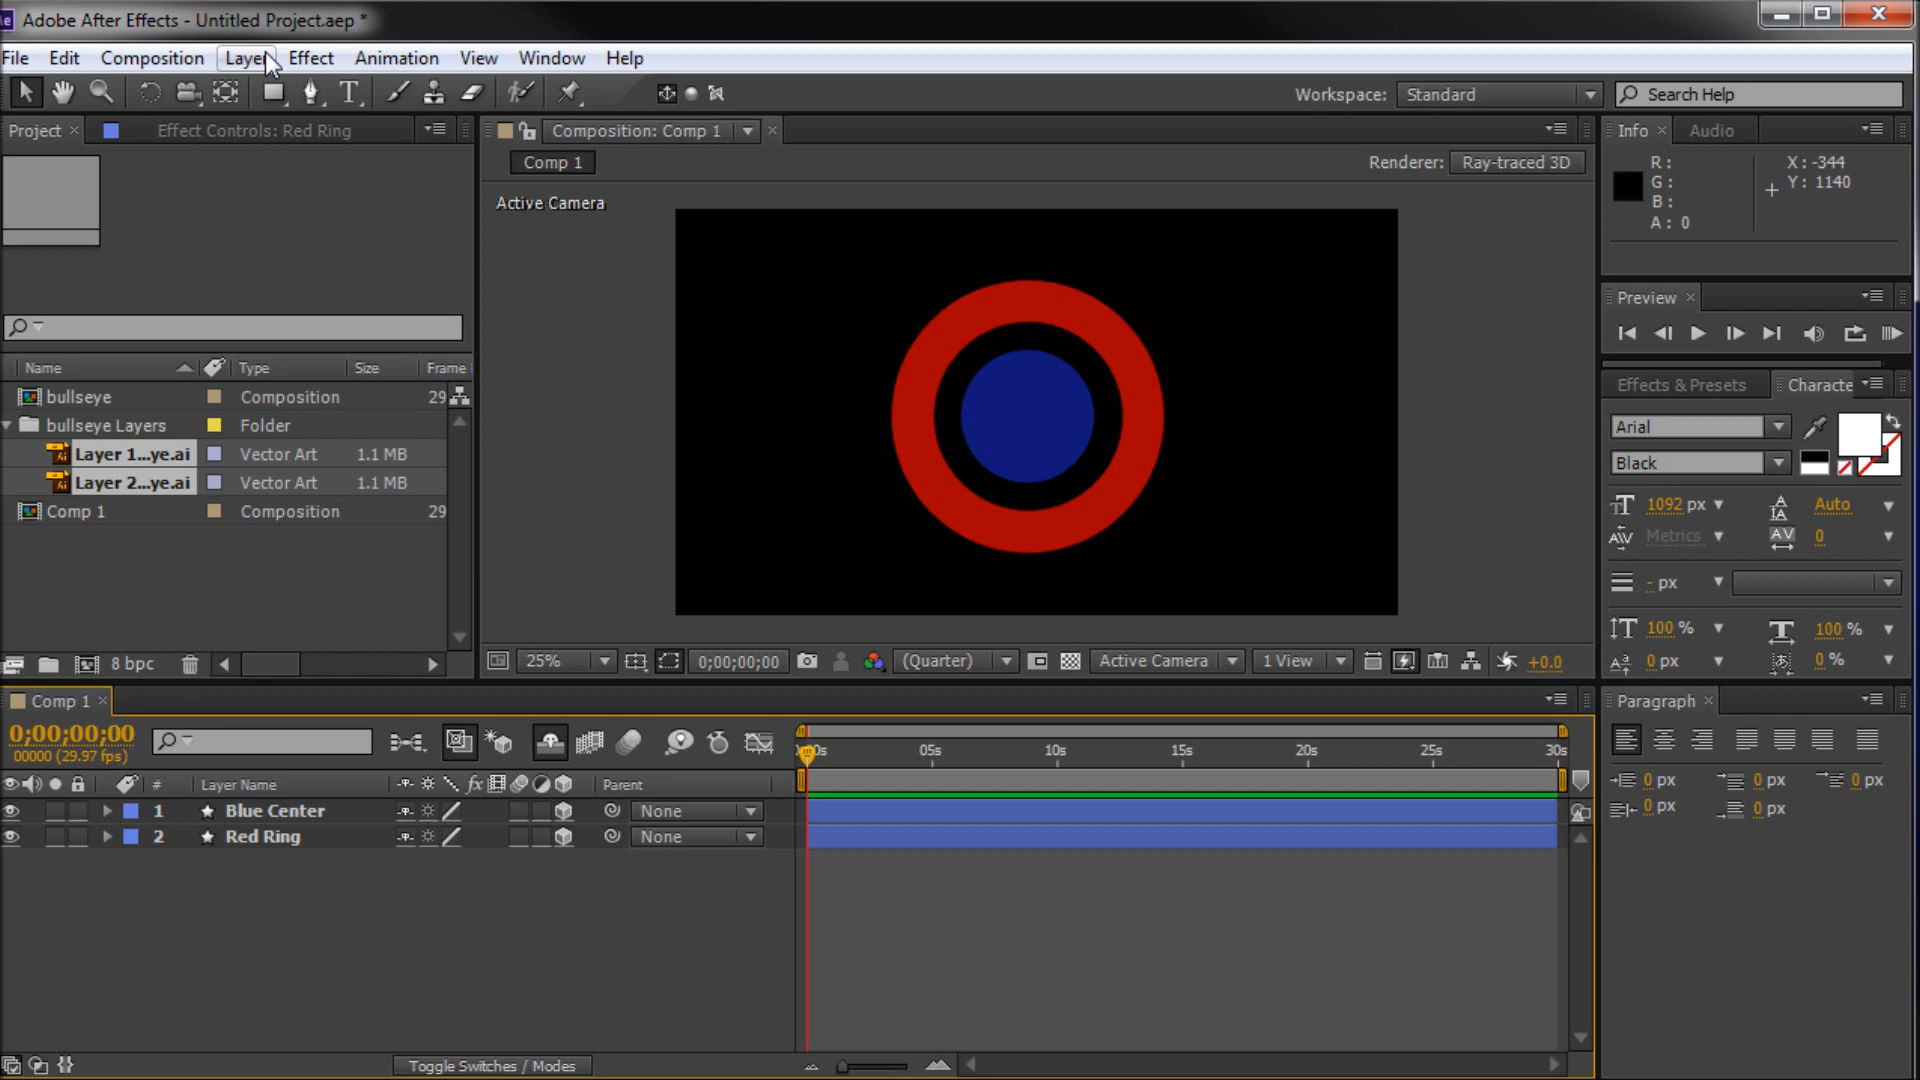 Adobe After Effects - Untitled Project.aep *
File Edit Composition Layer Effect Animation View Window Help
T Workspace: Standard Search Help
Project Effect Controls: Red Ring Composition: Comp 1 Info Audio
Comp 1 Renderer: Ray-traced 3D
R : X : -344
G : Y : 1140
B :
A : 0
Active Camera
Preview
Name Type Size Frame
Effects & Presets Characte
bullseye Composition 29
bullseye Layers Folder
Arial
Layer 1...ye.ai Vector Art 1.1 MB
Black
Layer 2...ye.ai Vector Art 1.1 MB
Comp 1 Composition 29
1092 px Auto
Metrics 0
- px
100 % 100 %
0 px 0 %
8 bpc 25% 0;00;00;00 (Quarter) Active Camera 1 View +0.0
Comp 1 Paragraph
0;00;00;00
00000 (29.97 fps)
05s 10s 15s 20s 25s 30s
# Layer Name fx Parent
0 px 0 px 0 px
0 px 0 px
1 Blue Center None
2 Red Ring None
Toggle Switches / Modes